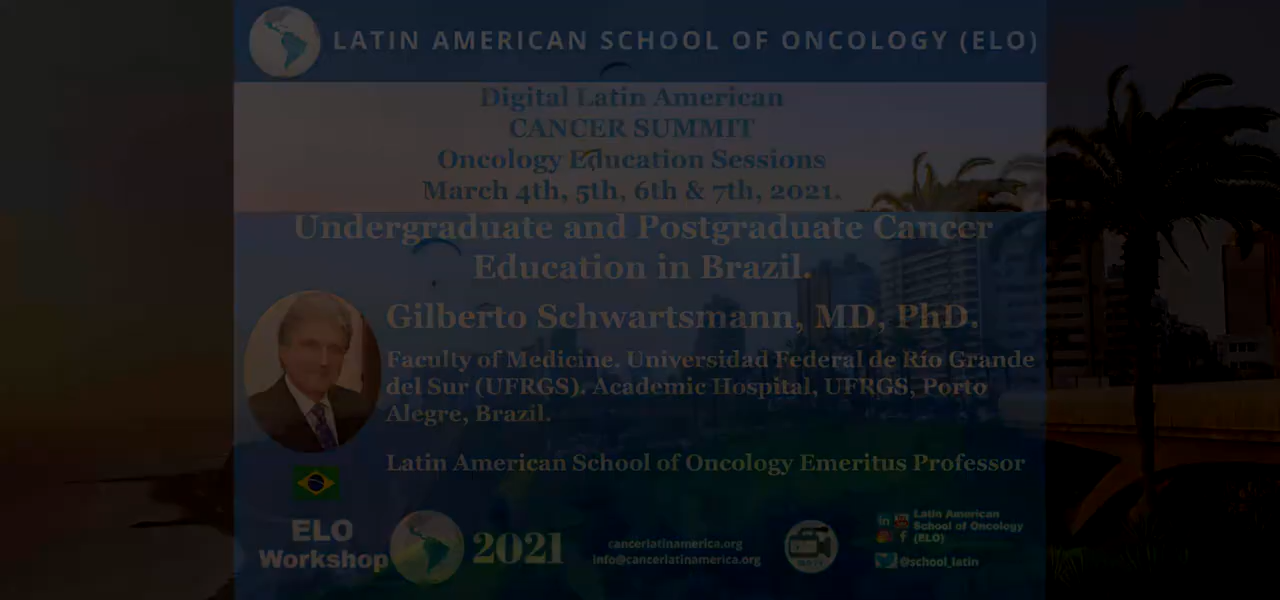 LATIN AMERICAN SCHOOL OF ONCOLOGY (ELO)
Digital Latin American
CANCER SUMMIT
Oncology Education Sessions
March 4th, 5th, 6th & 7th, 2021.
Undergraduate and Postgraduate Cancer
Education in Brazil.
Gilberto Schwartsmann, MD, PhD.
Faculty of Medicine. Universidad Federal de Río Grande
del Sur (UFRGS). Academic Hospital, UFRGS, Porto
Alegre, Brazil.
Latin American School of Oncology Emeritus Professor
ELO
Workshop
2021
cancerlatinamerica.org
info@cancerlatinamerica.org
Latin American
School of Oncology
(ELO)
@school_latin